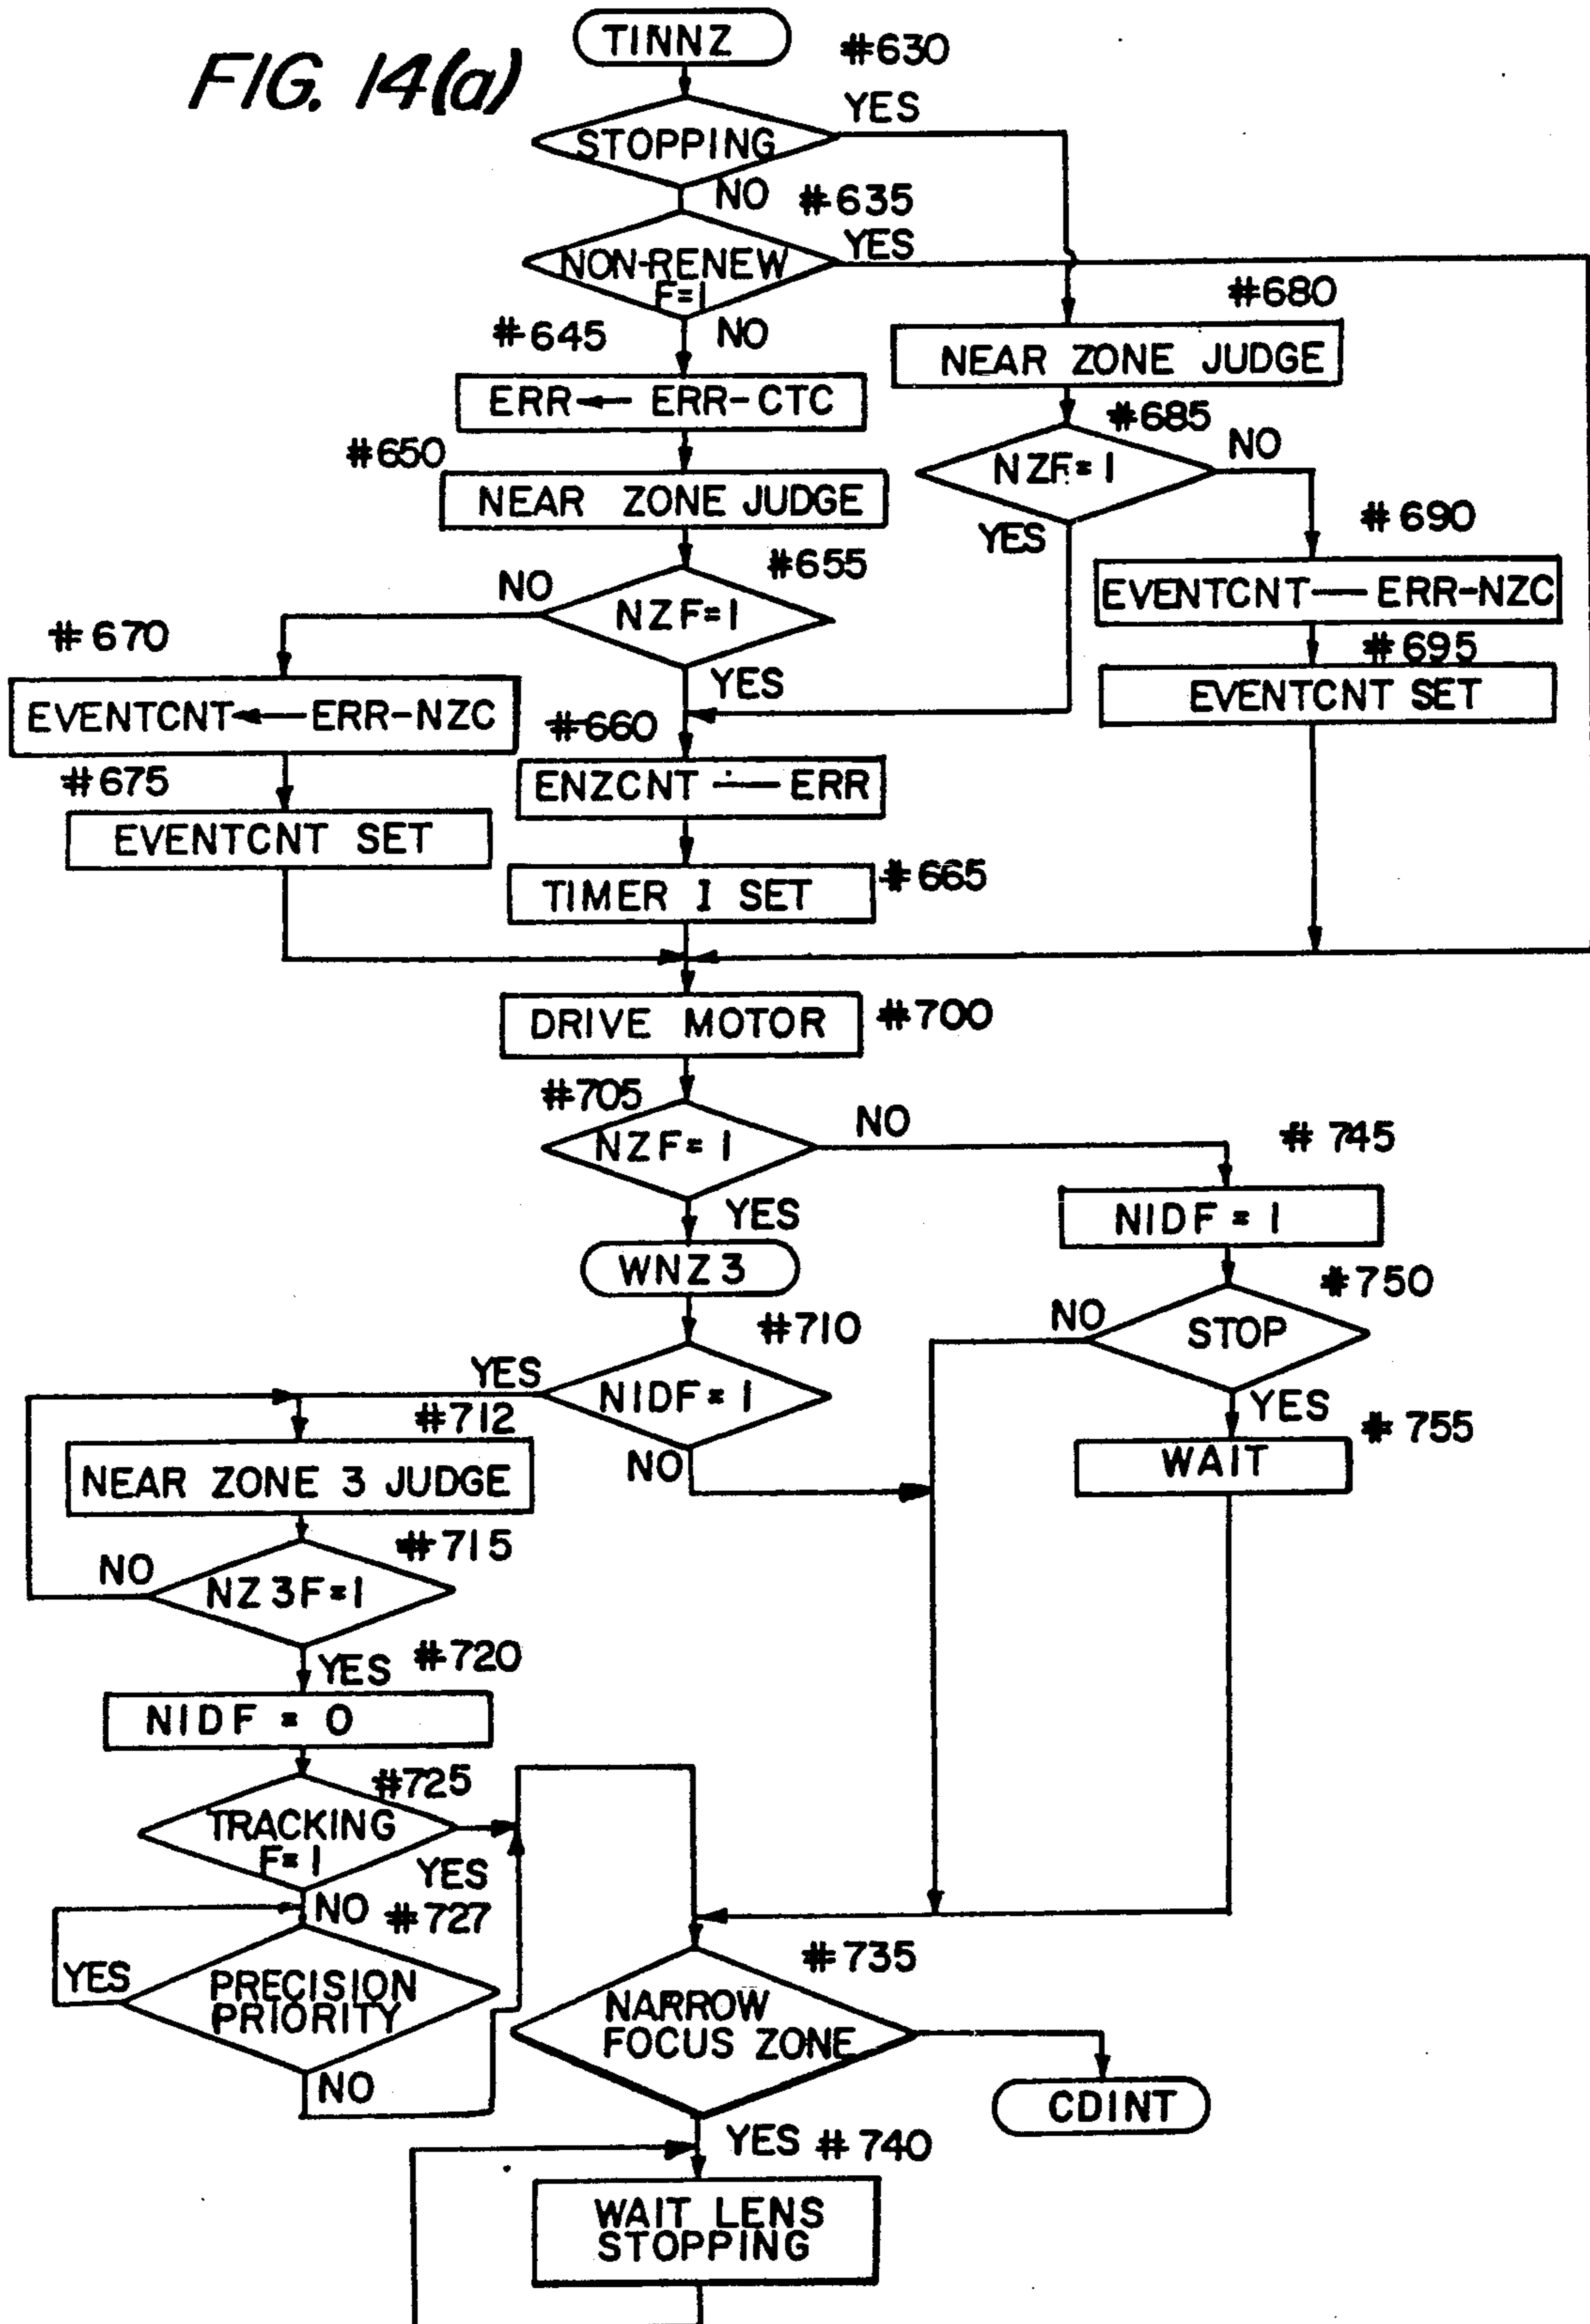 FIG. 14(a)
TINNZ
#630
STOPPING
YES
NO
#635
NON-RENEW
F=1
YES
NO
#645
ERR ← ERR-CTC
#680
NEAR ZONE JUDGE
#650
NEAR ZONE JUDGE
#685
NZF=1
NO
YES
#655
NZF=1
NO
YES
#690
EVENTCNT — ERR-NZC
#695
EVENTCNT SET
#670
EVENTCNT ← ERR-NZC
#675
EVENTCNT SET
#660
ENZCNT — ERR
TIMER I SET
#665
DRIVE MOTOR
#700
#705
NZF=1
NO
YES
#745
NIDF = 1
WNZ3
#750
STOP
NO
YES
#755
WAIT
#710
NIDF=1
YES
NO
#712
NEAR ZONE 3 JUDGE
#715
NZ3F=1
NO
YES
#720
NIDF = 0
#725
TRACKING
F=1
YES
NO
#727
PRECISION
PRIORITY
YES
NO
#735
NARROW
FOCUS ZONE
CDINT
YES
#740
WAIT LENS
STOPPING